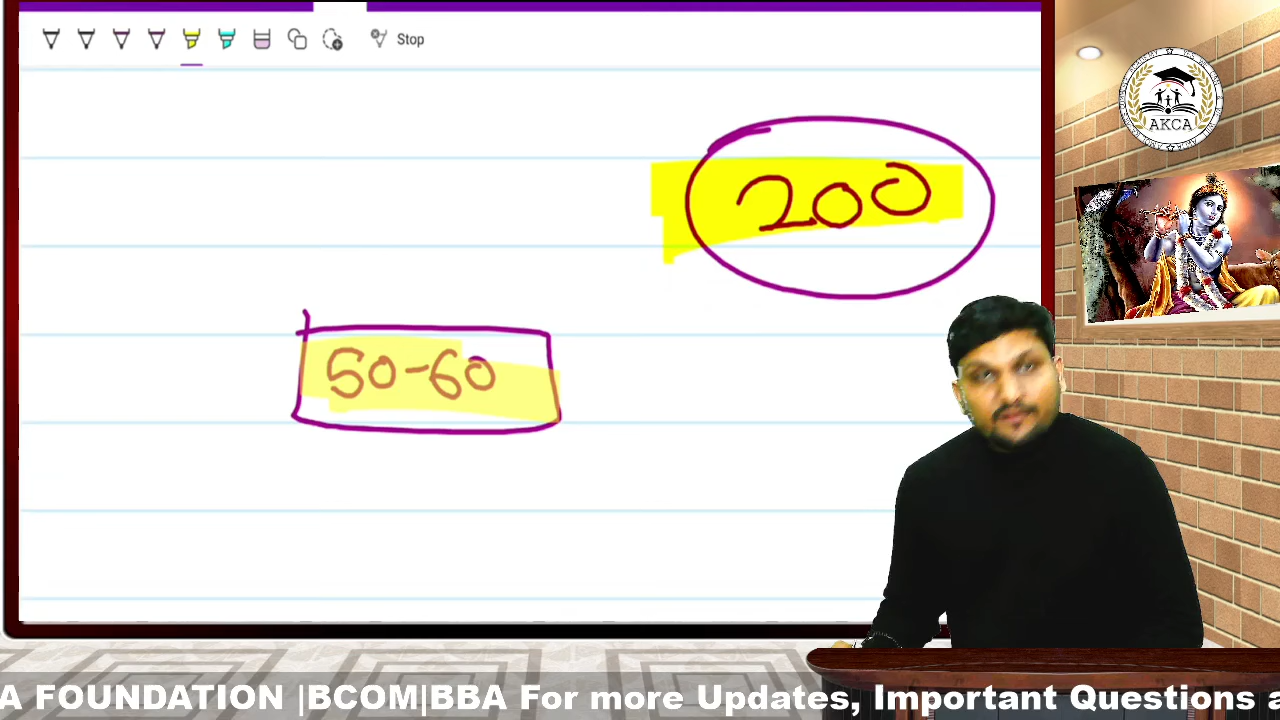 Stop
200
AKCA
50-60
A FOUNDATION |BCOM|BBA For more Updates, Important Questions a